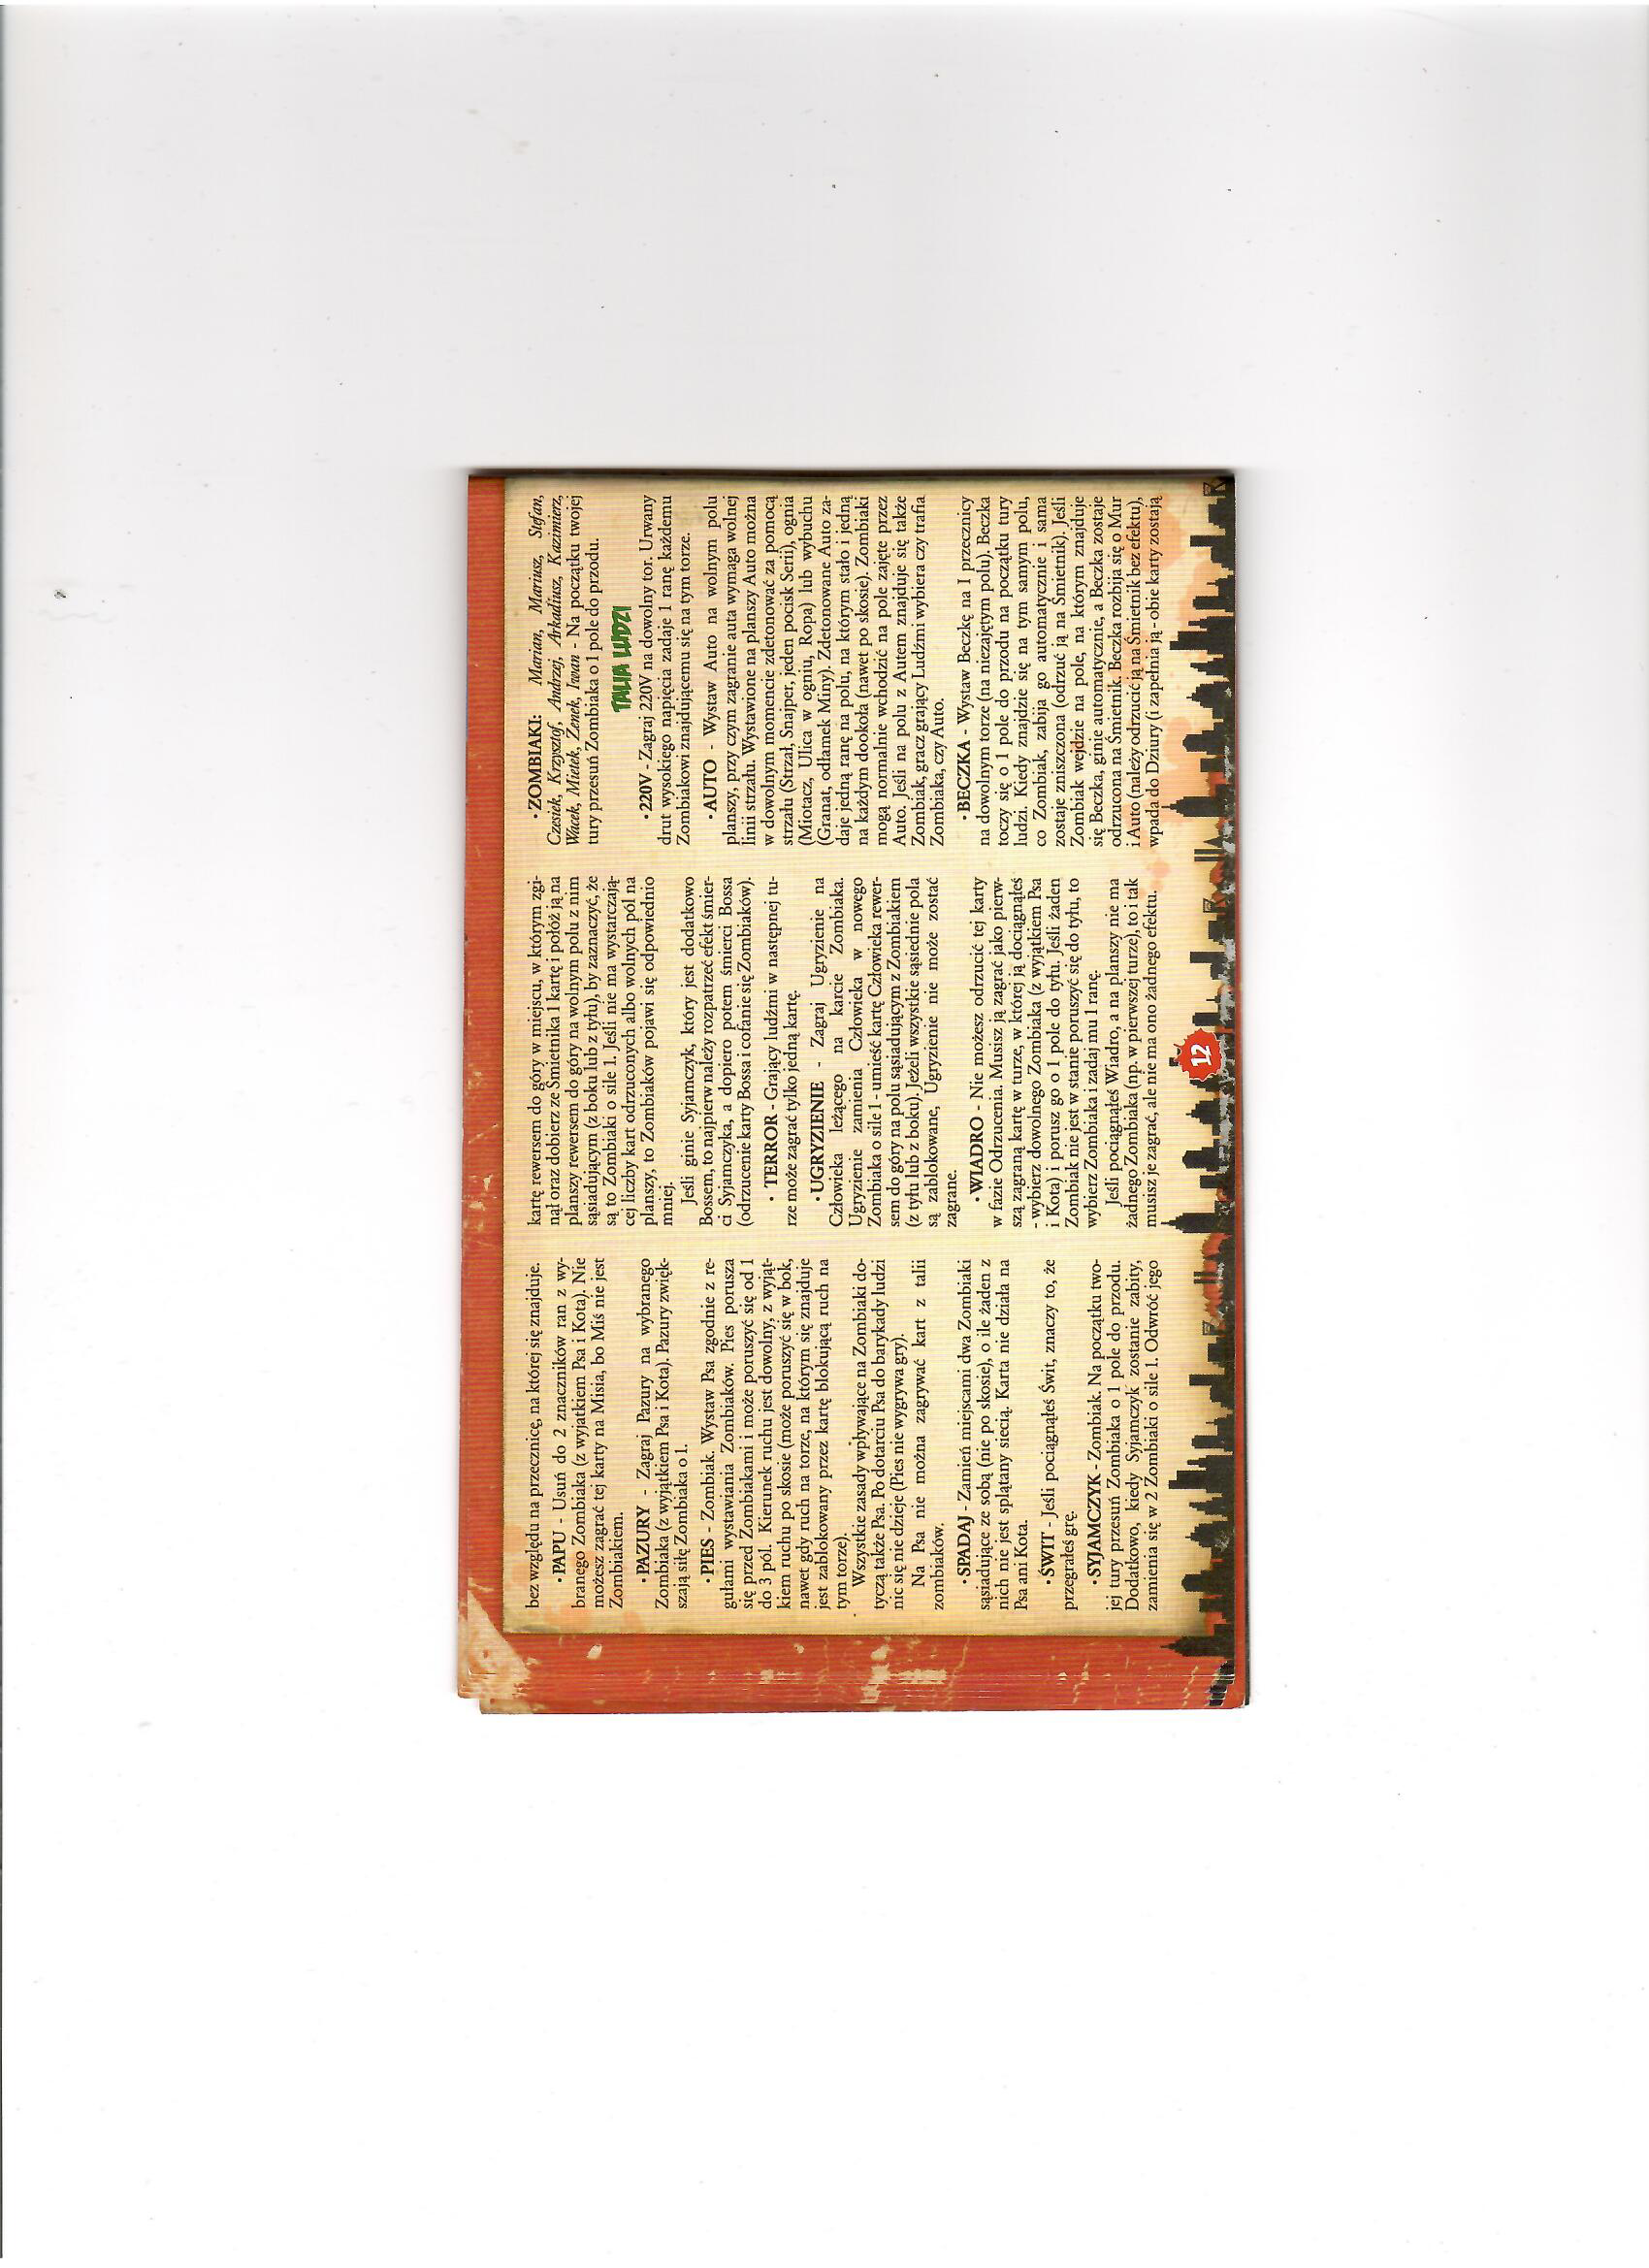 bez względu na przecznicę, na której się znajduje.
• PAPU - Usuń do 2 znaczników ran z wy-
branego Zombiaka (z wyjątkiem Psa i Kota). Nie
możesz zagrać tej karty na Misia, bo Miś nie jest
Zombiakiem.
• PAZURY - Zagraj Pazury na wybranego
Zombiaka (z wyjątkiem Psa i Kota). Pazury zwięk-
szają siłę Zombiaka o 1.
• PIES - Zombiak. Wystaw Psa zgodnie z re-
gułami wystawiania Zombiaków. Pies porusza
się przed Zombiakami i może poruszyć się od 1
do 3 pól. Kierunek ruchu jest dowolny, z wyjąt-
kiem ruchu po skosie (może poruszyć się w bok,
nawet gdy ruch na torze, na którym się znajduje
jest zablokowany przez kartę blokującą ruch na
tym torze).
Wszystkie zasady wpływające na Zombiaki do-
tyczą także Psa. Po dotarciu Psa do barykady ludzi
nic się nie dzieje (Pies nie wygrywa gry).
Na Psa nie można zagrywać kart z talii
zombiaków.
• SPADAJ - Zamień miejscami dwa Zombiaki
sąsiadujące ze sobą (nie po skosie), o ile żaden z
nich nie jest splątany siecią. Karta nie działa na
Psa ani Kota.
• ŚWIT - Jeśli pociągnąłeś Świt, znaczy to, że
przegrałeś grę.
• SYJAMCZYK - Zombiak. Na początku two-
jej tury przesuń Zombiaka o 1 pole do przodu.
Dodatkowo, kiedy Syjamczyk zostanie zabity,
zamienia się w 2 Zombiaki o sile 1. Odwróć jego
kartę rewersem do góry w miejscu, w którym zgi-
nął oraz dobierz ze Śmietnika 1 kartę i połóż ją na
planszy rewersem do góry na wolnym polu z nim
sąsiadującym (z boku lub z tyłu), by zaznaczyć, że
są to Zombiaki o sile 1. Jeśli nie ma wystarczają-
cej liczby kart odrzuconych albo wolnych pól na
planszy, to Zombiaków pojawi się odpowiednio
mniej.
Jeśli ginie Syjamczyk, który jest dodatkowo
Bossem, to najpierw należy rozpatrzeć efekt śmier-
ci Syjamczyka, a dopiero potem śmierci Bossa
(odrzucenie karty Bossa i cofanie się Zombiaków).
• TERROR - Grający ludźmi w następnej tu-
rze może zagrać tylko jedną kartę.
• UGRYZIENIE - Zagraj Ugryzienie na
Człowieka leżącego na karcie Zombiaka.
Ugryzienie zamienia Człowieka w nowego
Zombiaka o sile 1 - umieść kartę Człowieka rewer-
sem do góry na polu sąsiadującym z Zombiakiem
(z tyłu lub z boku). Jeżeli wszystkie sąsiednie pola
są zablokowane, Ugryzienie nie może zostać
zagrane.
• WIADRO - Nie możesz odrzucić tej karty
w fazie Odrzucenia. Musisz ją zagrać jako pierw-
szą zagraną kartę w turze, w której ją dociągnąłeś
- wybierz dowolnego Zombiaka (z wyjątkiem Psa
i Kota) i porusz go o 1 pole do tyłu. Jeśli żaden
Zombiak nie jest w stanie poruszyć się do tyłu, to
wybierz Zombiaka i zadaj mu 1 ranę.
Jeśli pociągnąłeś Wiadro, a na planszy nie ma
żadnego Zombiaka (np. w pierwszej turze), to i tak
musisz je zagrać, ale nie ma ono żadnego efektu.
• ZOMBIAKI: Marian, Mariusz, Stefan,
Czesiek, Krzysztof, Andrzej, Arkadiusz, Kazimierz,
Wacek, Mietek, Zenek, Iwan - Na początku twojej
tury przesuń Zombiaka o 1 pole do przodu.
TALIA LUDZI
• 220V - Zagraj 220V na dowolny tor. Urwany
drut wysokiego napięcia zadaje 1 ranę każdemu
Zombiakowi znajdującemu się na tym torze.
• AUTO - Wystaw Auto na wolnym polu
planszy, przy czym zagranie auta wymaga wolnej
linii strzału. Wystawione na planszy Auto można
w dowolnym momencie zdetonować za pomocą
strzału (Strzał, Snajper, jeden pocisk Serii), ognia
(Miotacz, Ulica w ogniu, Ropa) lub wybuchu
(Granat, odłamek Miny). Zdetonowane Auto za-
daje jedną ranę na polu, na którym stało i jedną
na każdym dookoła (nawet po skosie). Zombiaki
mogą normalnie wchodzić na pole zajęte przez
Auto. Jeśli na polu z Autem znajduje się także
Zombiak, gracz grający Ludźmi wybiera czy trafia
Zombiaka, czy Auto.
• BECZKA - Wystaw Beczkę na I przecznicy
na dowolnym torze (na niezajętym polu). Beczka
toczy się o 1 pole do przodu na początku tury
ludzi. Kiedy znajdzie się na tym samym polu,
co Zombiak, zabija go automatycznie i sama
zostaje zniszczona (odrzuć ją na Śmietnik). Jeśli
Zombiak wejdzie na pole, na którym znajduje
się Beczka, ginie automatycznie, a Beczka zostaje
odrzucona na Śmietnik. Beczka rozbija się o Mur
i Auto (należy odrzucić ją na Śmietnik bez efektu),
wpada do Dziury (i zapełnia ją - obie karty zostają
12